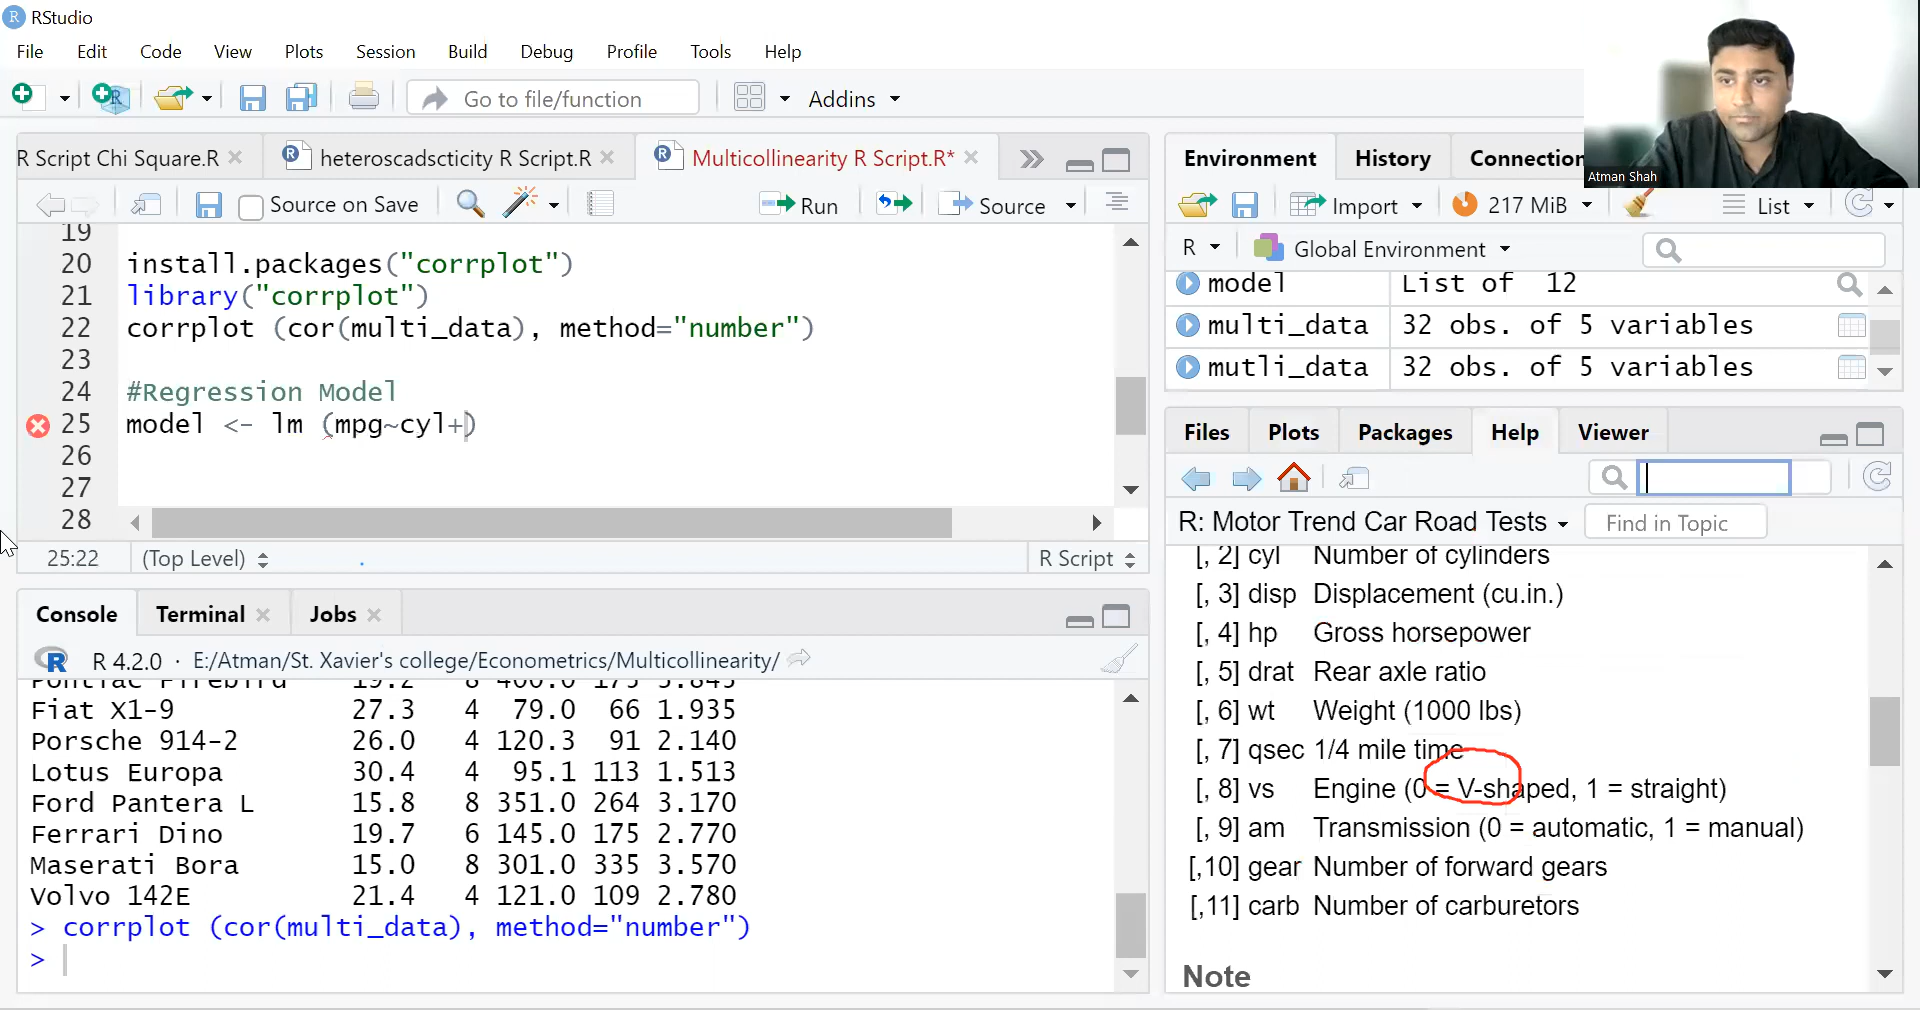 RStudio
File Edit Code View Plots Session Build Debug Profile Tools Help
Go to file/function Addins
Atman Shah
R Script Chi Square.R heteroscadscticity R Script.R Multicollinearity R Script.R*
Source on Save Run Source
19
20 install.packages("corrplot")
21 library("corrplot")
22 corrplot (cor(multi_data), method="number")
23
24 #Regression Model
25 model <- lm (mpg~cyl+)
26
27
28
25:22 (Top Level) R Script
Console Terminal Jobs
R 4.2.0 · E:/Atman/St. Xavier's college/Econometrics/Multicollinearity/
Pontiac Firebird 19.2 8 400.0 175 3.845
Fiat X1-9 27.3 4 79.0 66 1.935
Porsche 914-2 26.0 4 120.3 91 2.140
Lotus Europa 30.4 4 95.1 113 1.513
Ford Pantera L 15.8 8 351.0 264 3.170
Ferrari Dino 19.7 6 145.0 175 2.770
Maserati Bora 15.0 8 301.0 335 3.570
Volvo 142E 21.4 4 121.0 109 2.780
> corrplot (cor(multi_data), method="number")
>
Environment History Connection
Import 217 MiB List
R Global Environment
model List of 12
multi_data 32 obs. of 5 variables
mutli_data 32 obs. of 5 variables
Files Plots Packages Help Viewer
R: Motor Trend Car Road Tests Find in Topic
[, 2] cyl Number of cylinders
[, 3] disp Displacement (cu.in.)
[, 4] hp Gross horsepower
[, 5] drat Rear axle ratio
[, 6] wt Weight (1000 lbs)
[, 7] qsec 1/4 mile time
[, 8] vs Engine (0 = V-shaped, 1 = straight)
[, 9] am Transmission (0 = automatic, 1 = manual)
[,10] gear Number of forward gears
[,11] carb Number of carburetors
Note